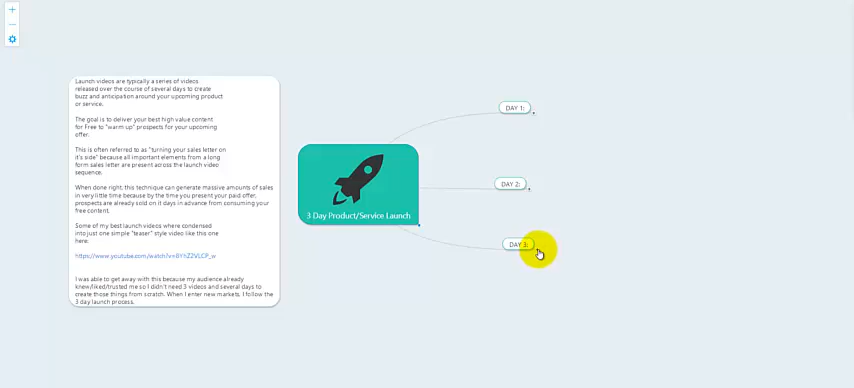 Launch videos are typically a series of videos
released over the course of several days to create
buzz and anticipation around your upcoming product
or service.
The goal is to deliver your best high value content
for Free to "warm up" prospects for your upcoming
offer.
This is often referred to as "turning your sales letter on
it's side" because all important elements from a long
form sales letter are present across the launch video
sequence.
When done right, this technique can generate massive amounts of sales
in very little time because by the time you present your paid offer,
prospects are already sold on it days in advance from consuming your
free content.
Some of my best launch videos where condensed
into just one simple "teaser" style video like this one
here:
I was able to get away with this because my audience already
knew/liked/trusted me so I didn't need 3 videos and several days to
create those things from scratch. When I enter new markets, I follow the
3 day launch process.
3 Day Product/Service Launch
DAY 1:
DAY 2:
DAY 3: